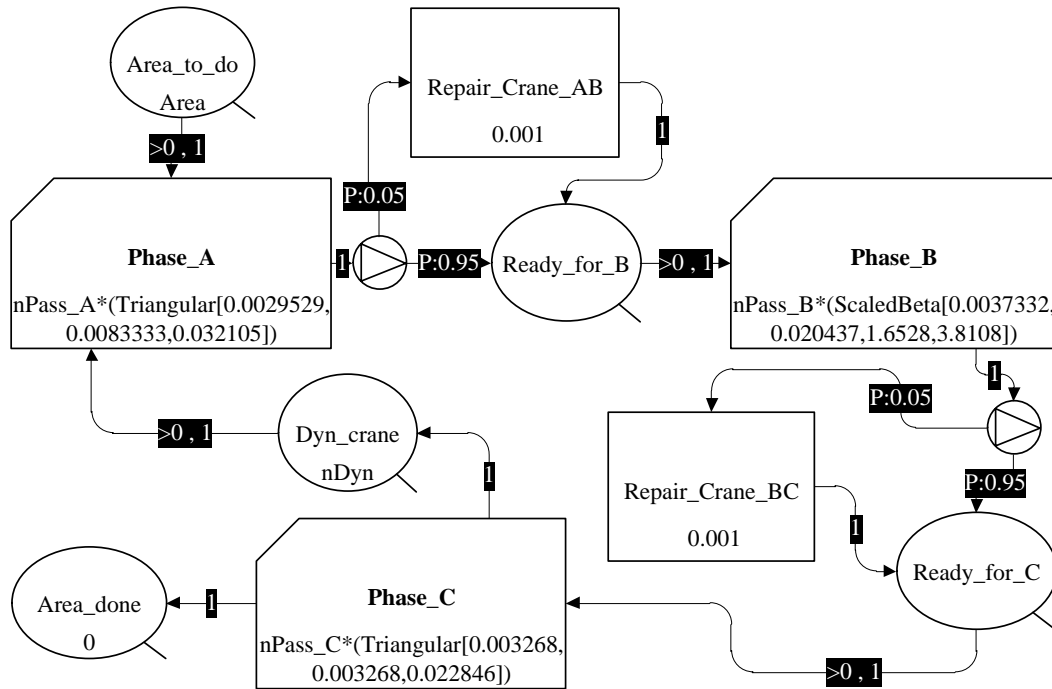 Area_to_do
Area
>0 , 1
Repair_Crane_AB
0.001
1
P:0.05
Phase_A
nPass_A*(Triangular[0.0029529,
0.0083333,0.032105])
1
P:0.95
Ready_for_B
>0 , 1
Phase_B
nPass_B*(ScaledBeta[0.0037332,
0.020437,1.6528,3.8108])
1
P:0.05
P:0.95
Repair_Crane_BC
0.001
1
Ready_for_C
>0 , 1
Dyn_crane
nDyn
>0 , 1
1
Phase_C
nPass_C*(Triangular[0.003268,
0.003268,0.022846])
1
Area_done
0